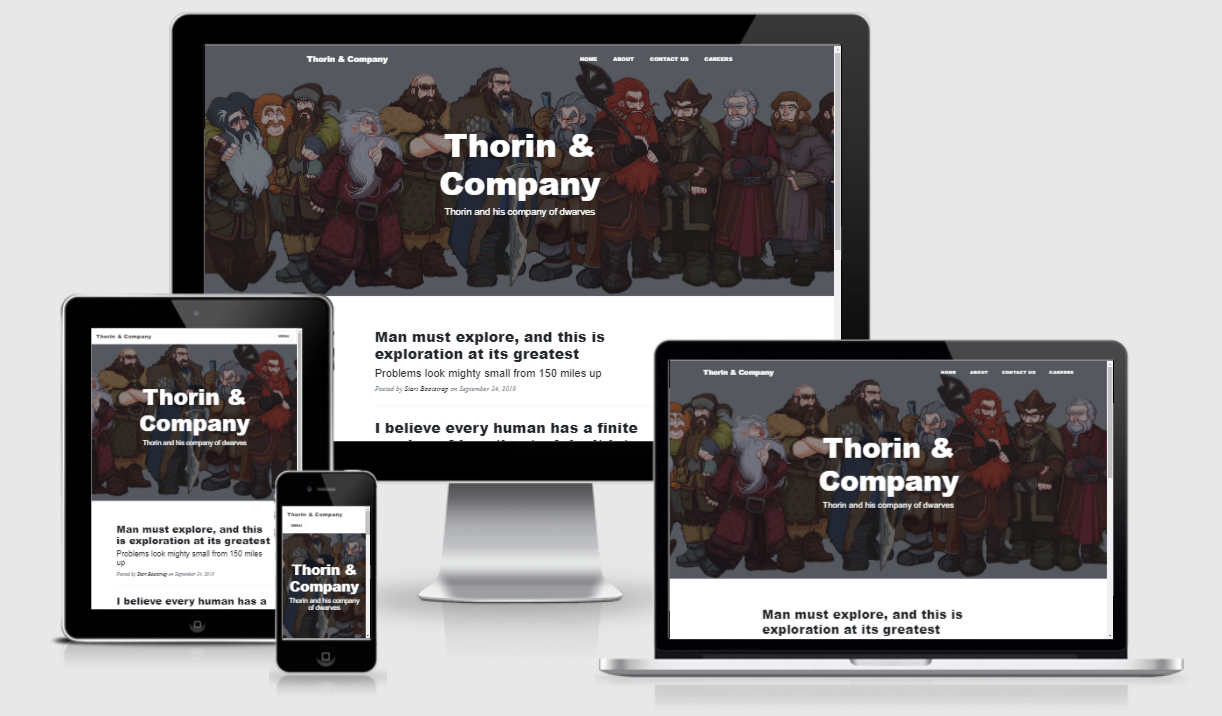 Thorin & Company
HOME ABOUT CONTACT US CAREERS
Thorin &
Company
Thorin and his company of dwarves
Man must explore, and this is
exploration at its greatest
Problems look mighty small from 150 miles up
Posted by Start Bootstrap on September 24, 2019
I believe every human has a finite
Thorin & Company
MENU
Thorin &
Company
Thorin and his company of dwarves
Man must explore, and this
is exploration at its greatest
Problems look mighty small from 150 miles
up
Posted by Start Bootstrap on September 24, 2019
I believe every human has a
Thorin & Company
MENU
Thorin &
Company
Thorin and his company
of dwarves
Thorin & Company
HOME ABOUT CONTACT US CAREERS
Thorin &
Company
Thorin and his company of dwarves
Man must explore, and this is
exploration at its greatest